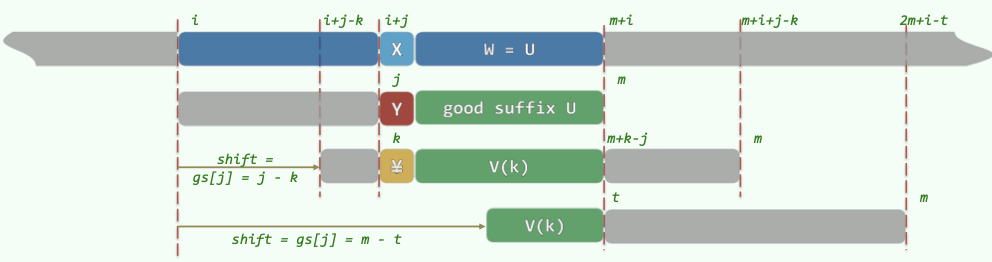 i i+j-k i+j m+i m+i+j-k 2m+i-t
X W = U
j m
Y good suffix U
k m+k-j m
shift =
¥ V(k)
gs[j] = j - k
t m
V(k)
shift = gs[j] = m - t